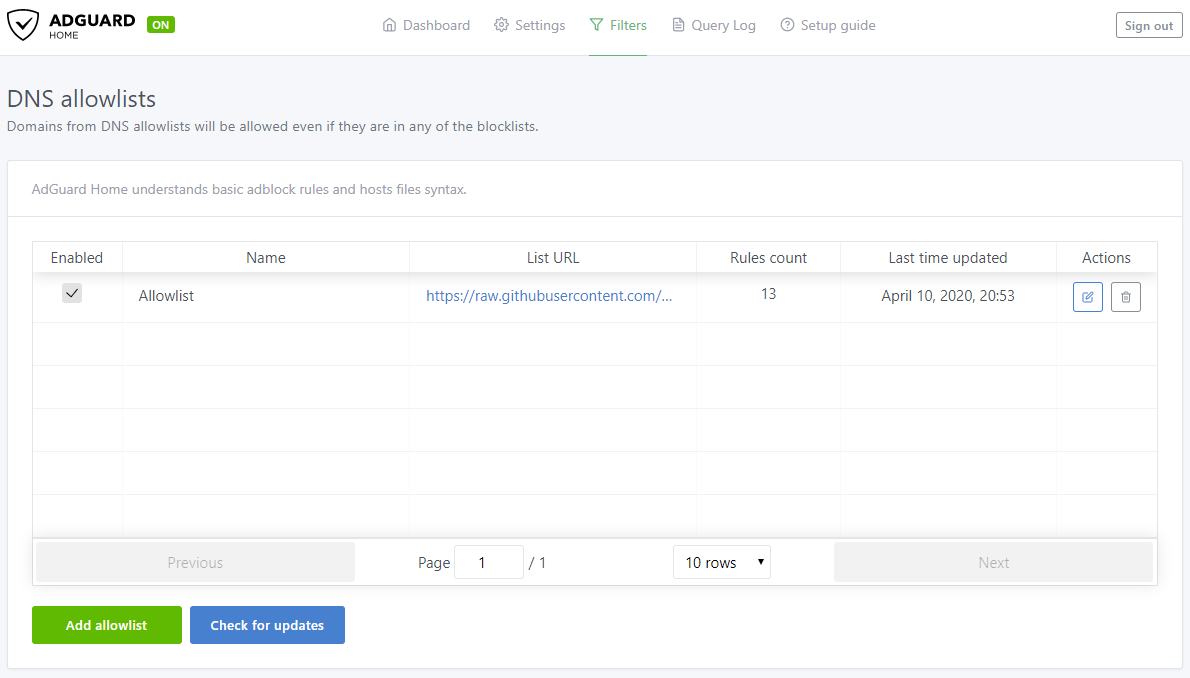 ADGUARD ON Dashboard Settings Filters Query Log Setup guide Sign out
HOME
DNS allowlists
Domains from DNS allowlists will be allowed even if they are in any of the blocklists.
AdGuard Home understands basic adblock rules and hosts files syntax.
Enabled Name List URL Rules count Last time updated Actions
Allowlist https://raw.githubusercontent.com/... 13 April 10, 2020, 20:53
Previous Page 1 / 1 10 rows Next
Add allowlist Check for updates